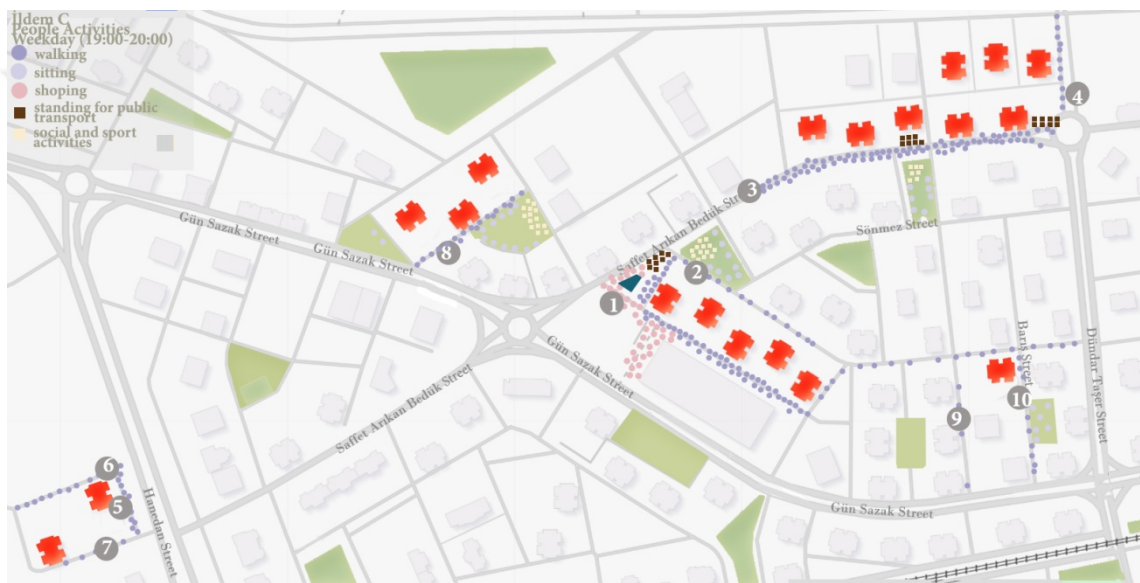 İldem C
People Activities
Weekday (19:00-20:00)
walking
sitting
shoping
standing for public
transport
social and sport
activities
4
3
Gün Sazak Street
Gün Sazak Street
8
Saffet Arıkan Bedük Street
Sönmez Street
2
1
Gün Sazak Street
Barış Street
Dündar Taşer Street
Saffet Arıkan Bedük Street
10
9
6
5
7
Hanedan Street
Gün Sazak Street